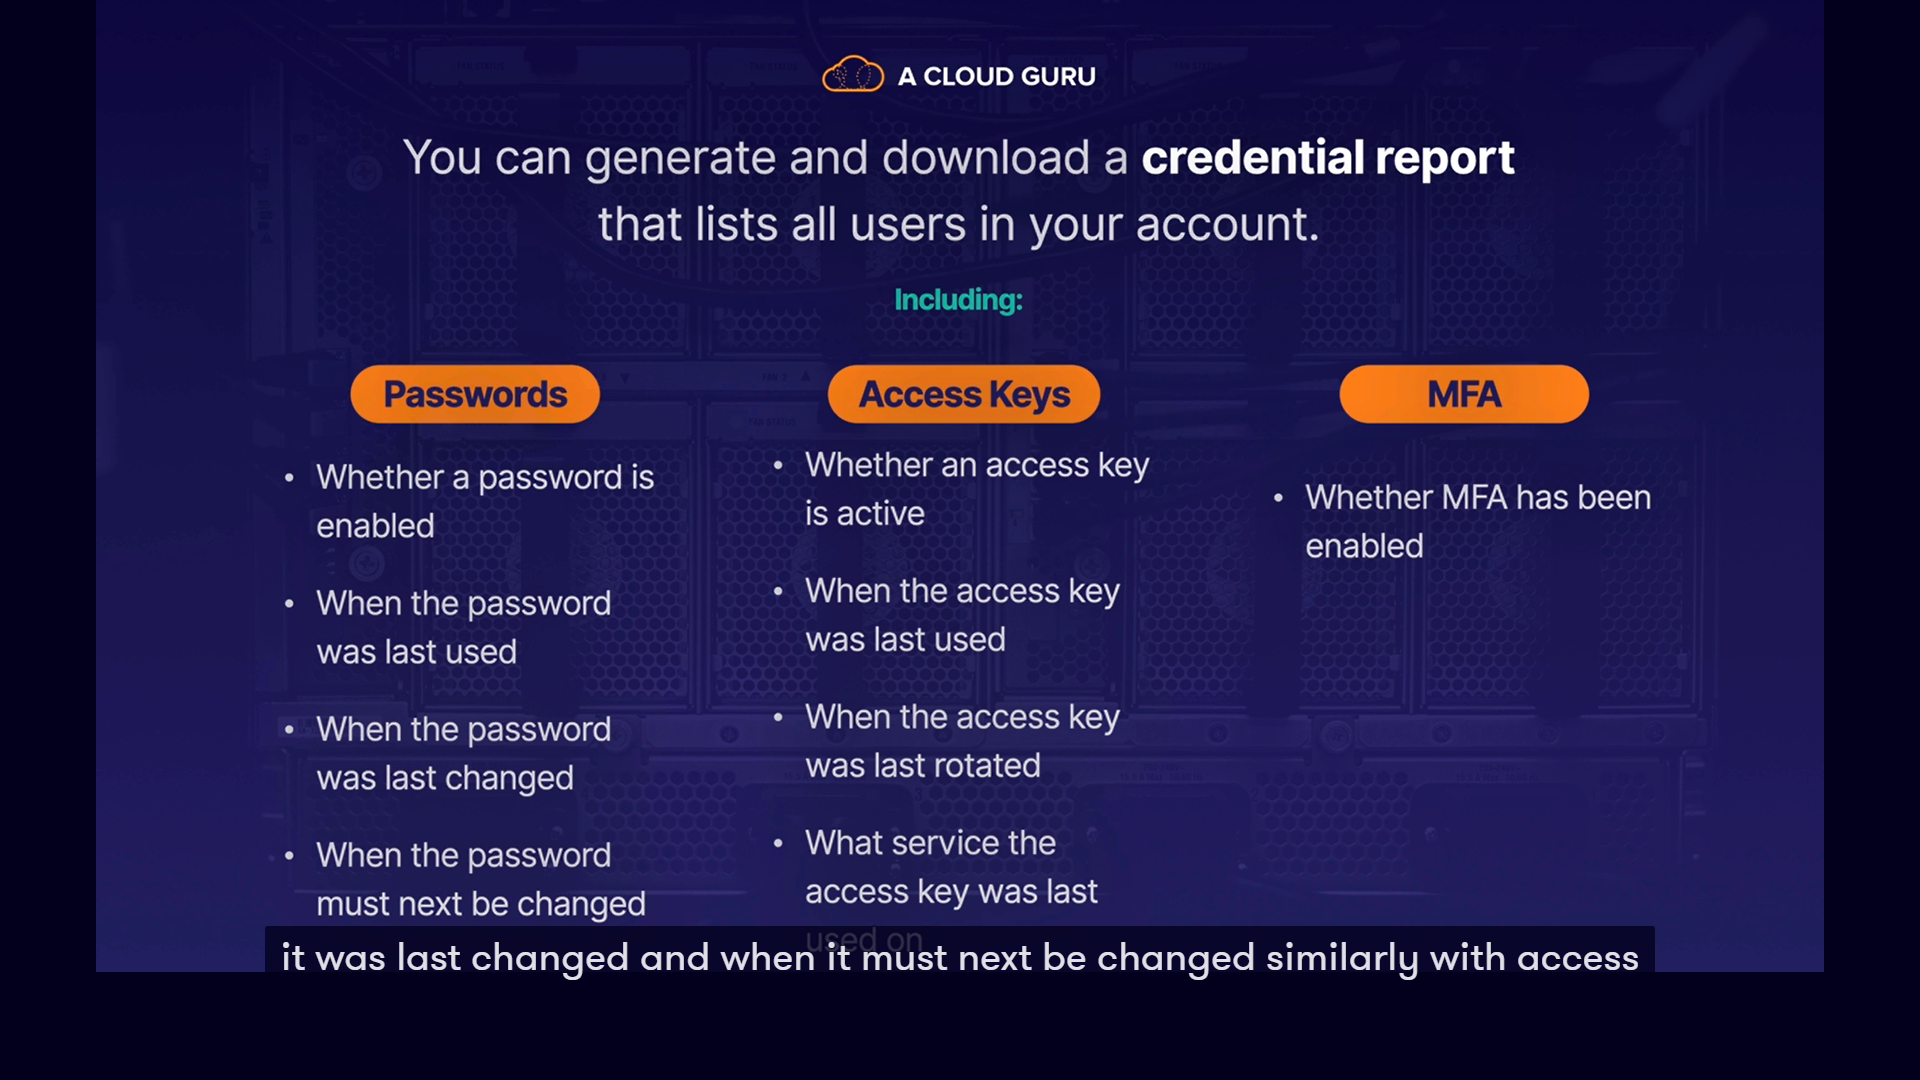 A CLOUD GURU
You can generate and download a credential report
that lists all users in your account.
Including:
Passwords
• Whether a password is
enabled
• When the password
was last used
• When the password
was last changed
• When the password
must next be changed
Access Keys
• Whether an access key
is active
• When the access key
was last used
• When the access key
was last rotated
• What service the
access key was last
used on
MFA
• Whether MFA has been
enabled
it was last changed and when it must next be changed similarly with access